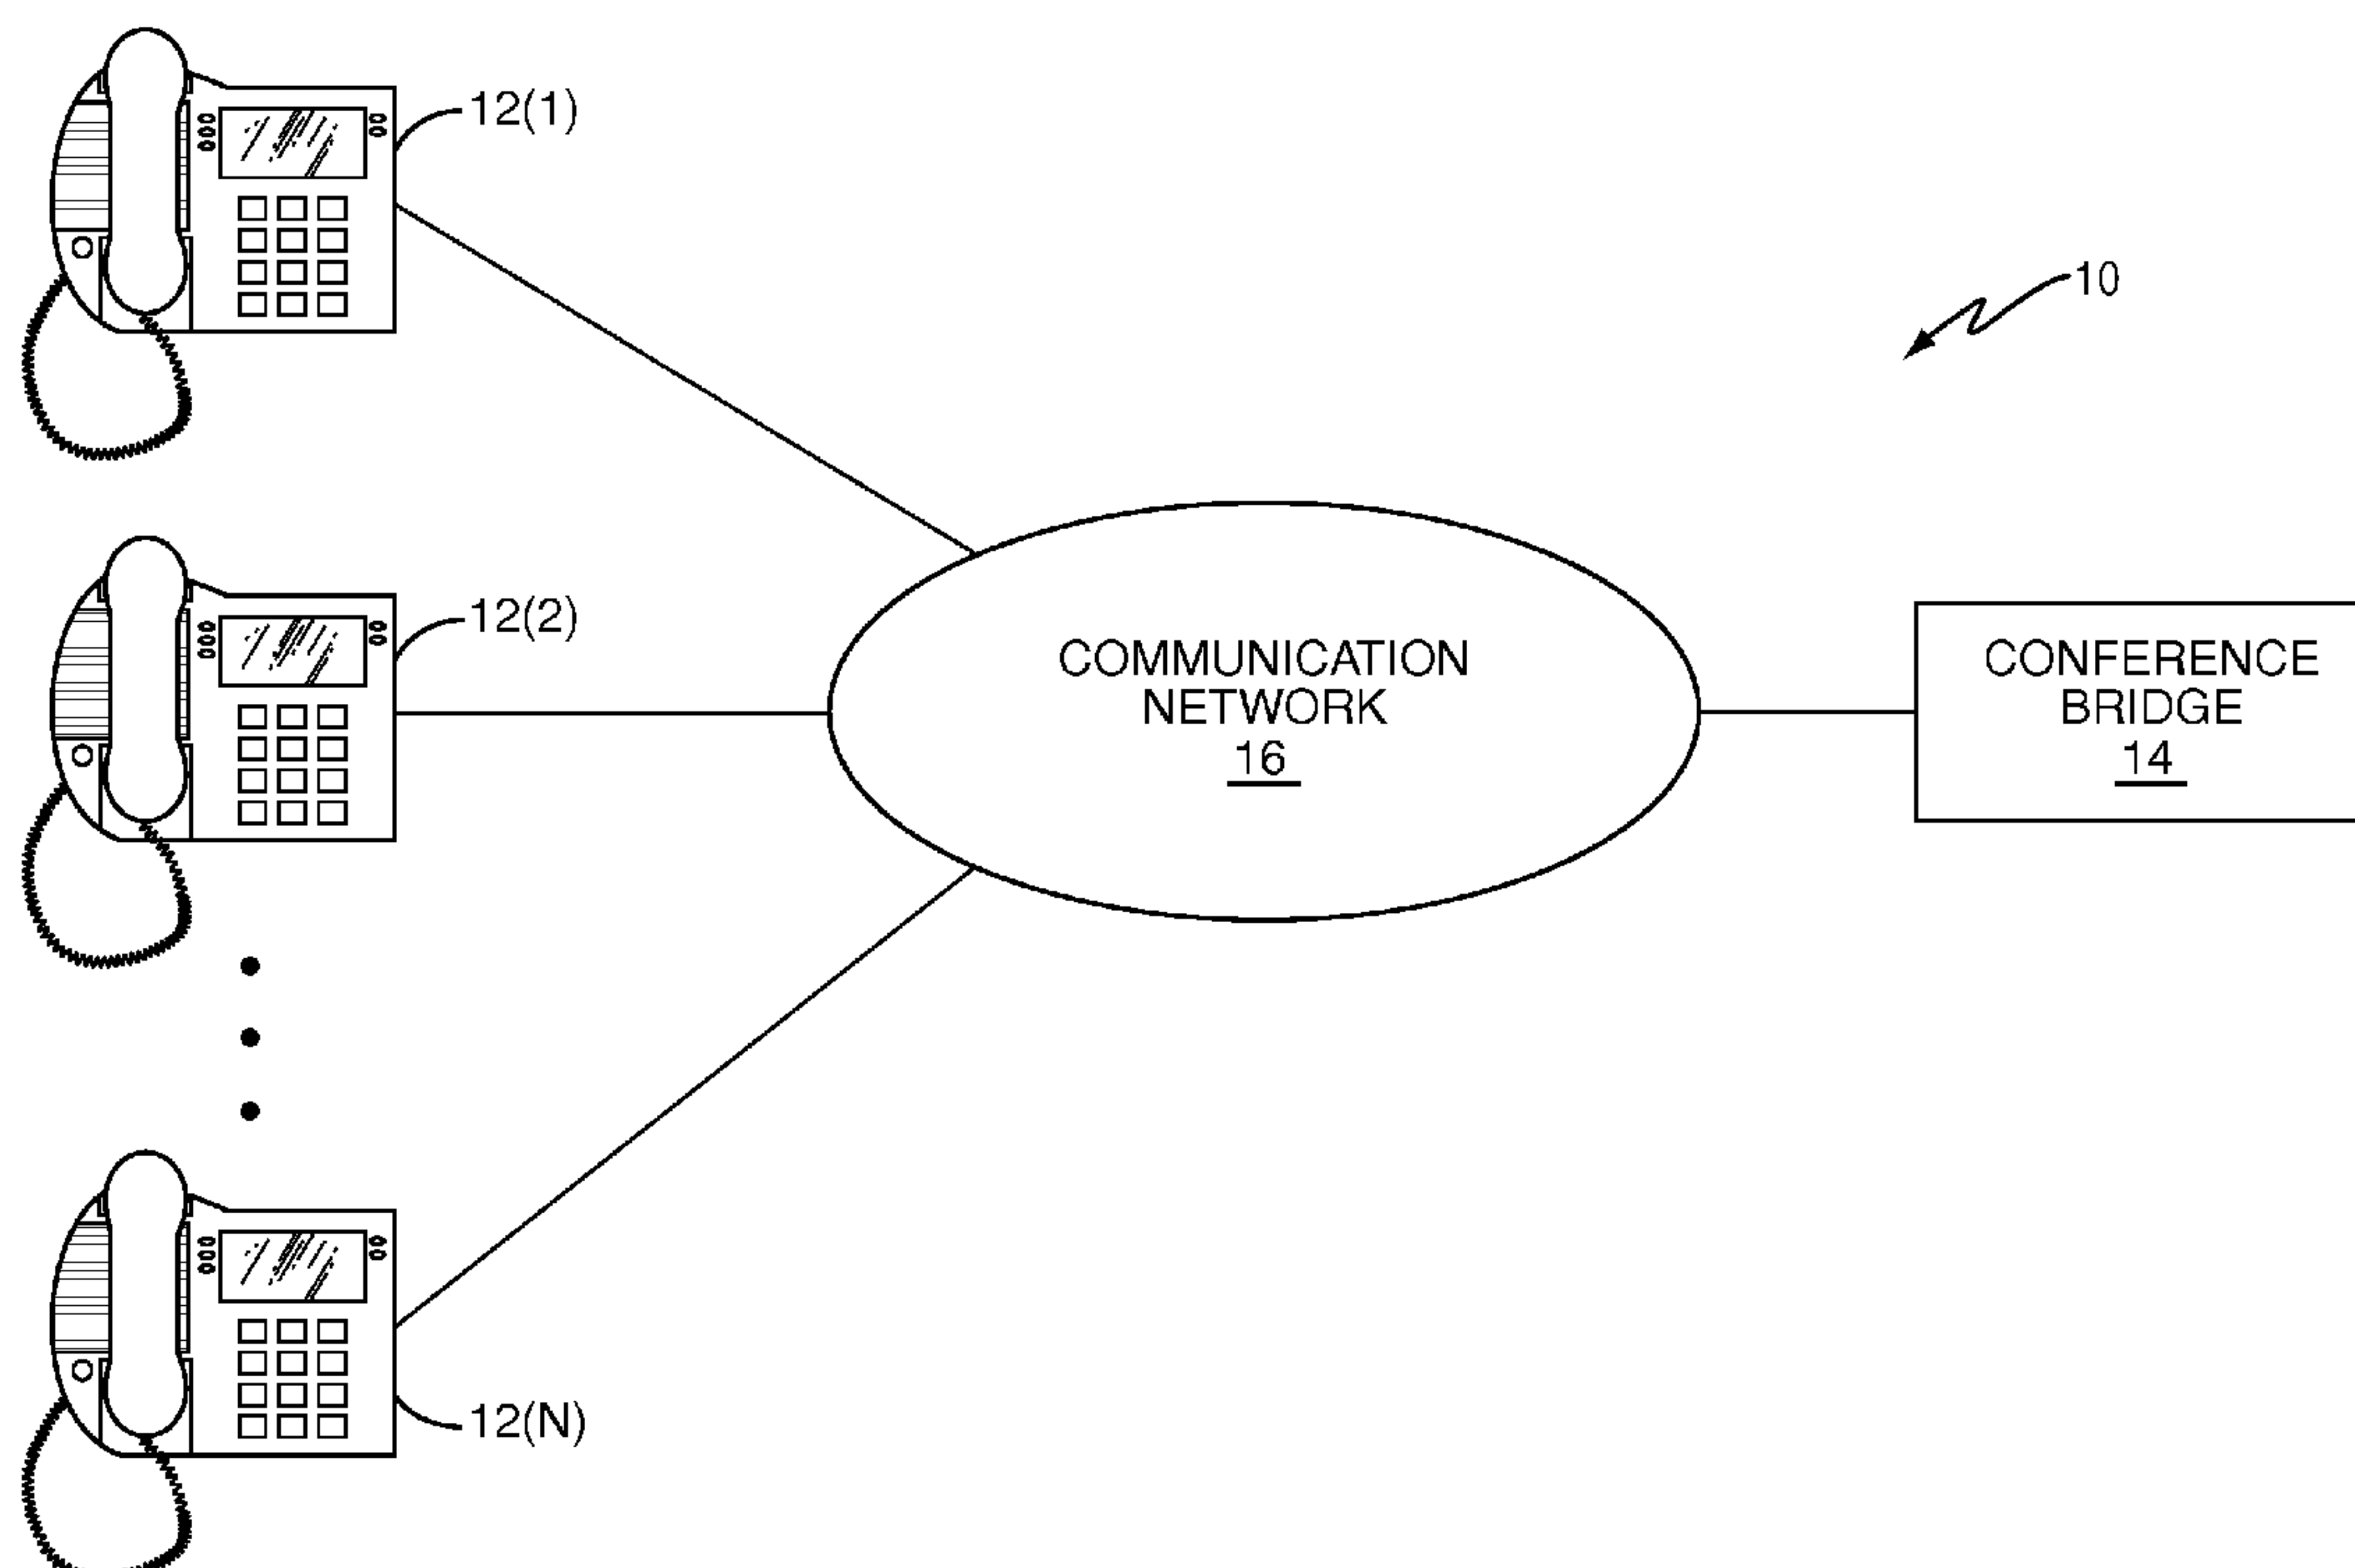 12(1)
10
12(2)
COMMUNICATION
NETWORK
16
CONFERENCE
BRIDGE
14
12(N)